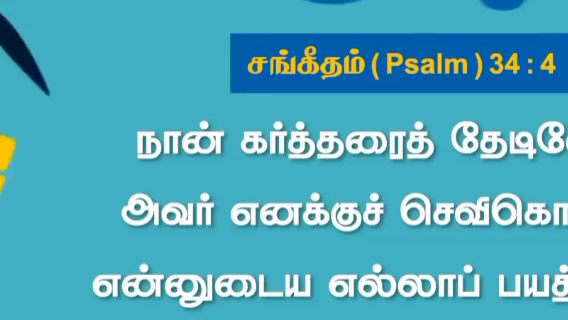 சங்கீதம் ( Psalm ) 34 : 4
நான் கர்த்தரைத்
அவர் எனக்குச்
என்னுடைய எல்லாப்